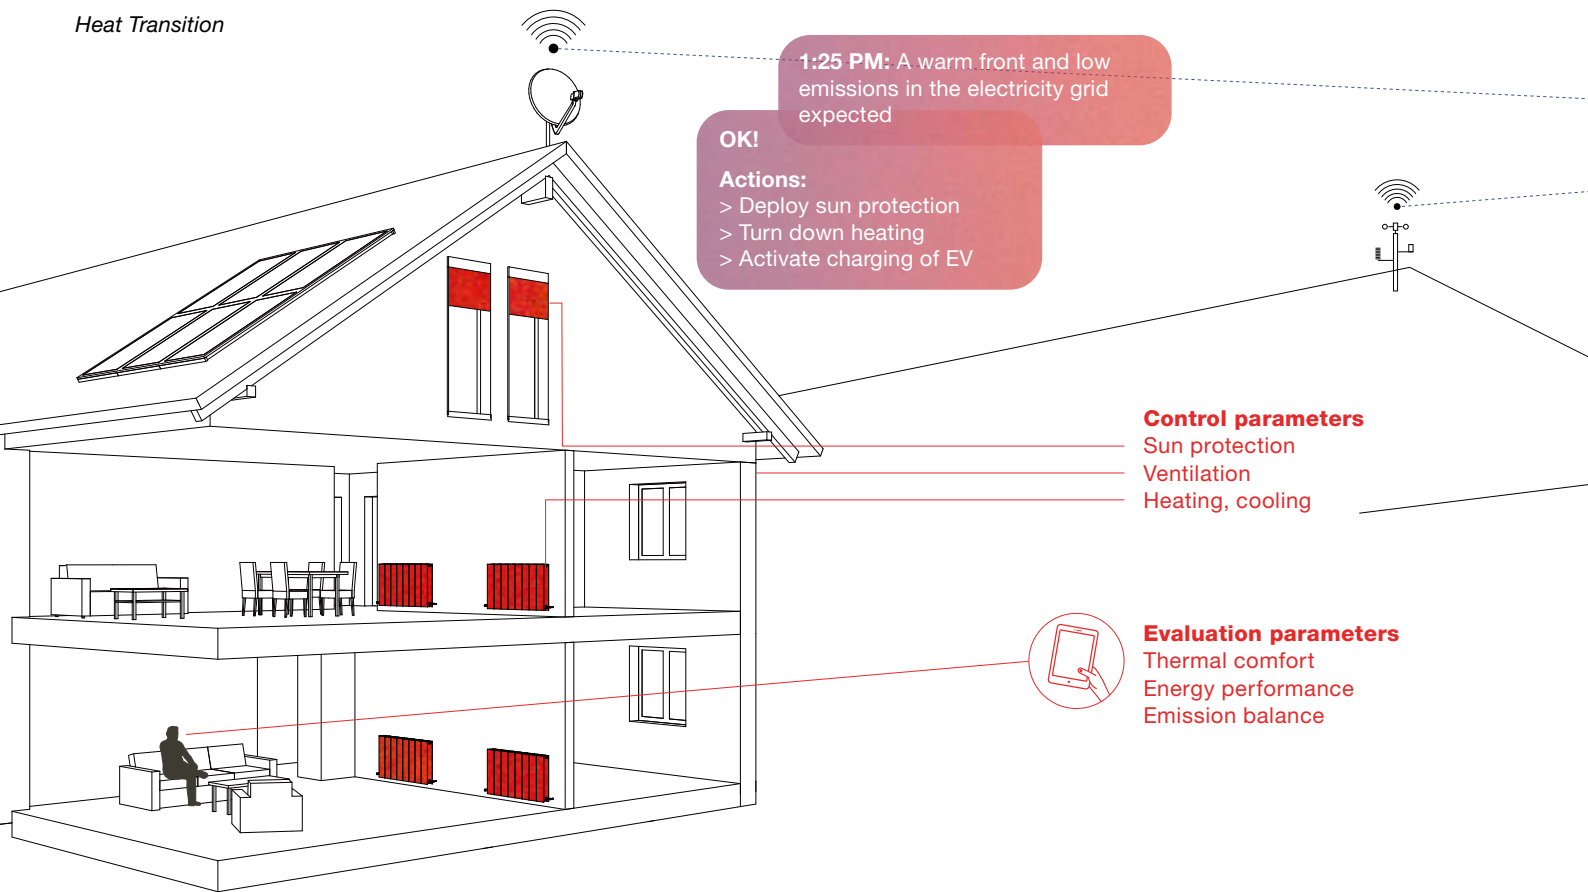 Heat Transition
1:25 PM: A warm front and low
emissions in the electricity grid
expected
OK!
Actions:
> Deploy sun protection
> Turn down heating
> Activate charging of EV
Control parameters
Sun protection
Ventilation
Heating, cooling
Evaluation parameters
Thermal comfort
Energy performance
Emission balance